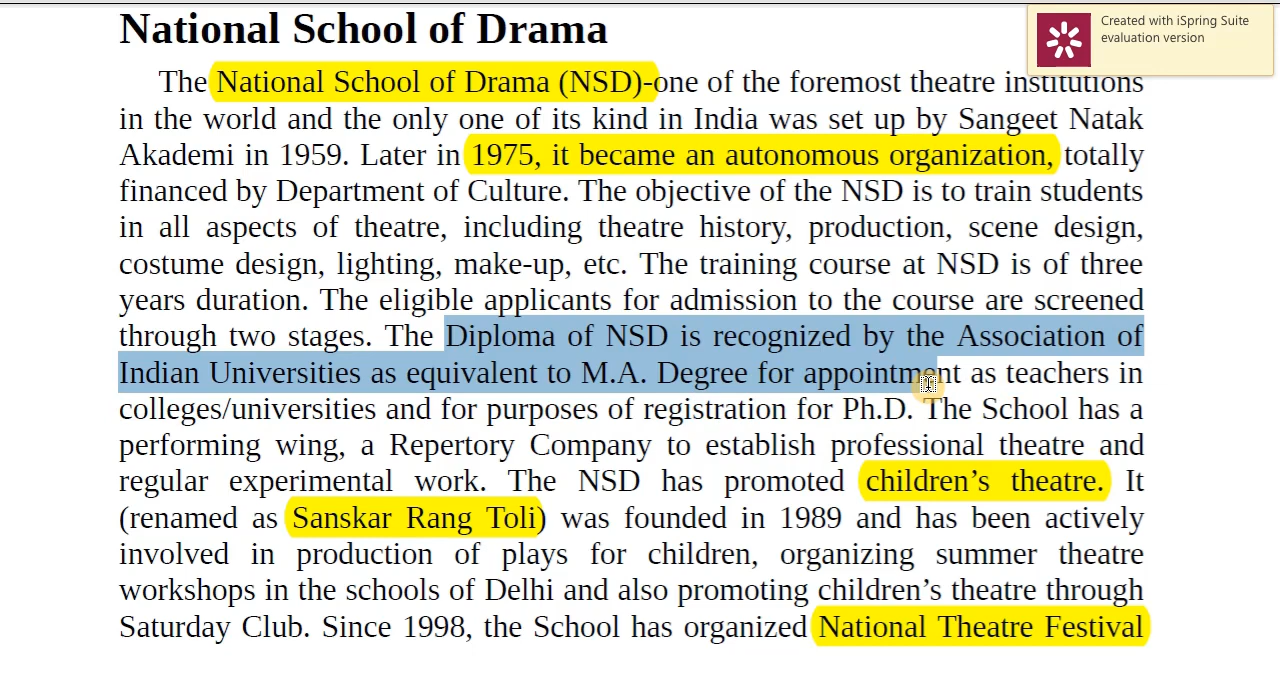 National School of Drama
Created with iSpring Suite
evaluation version
The National School of Drama (NSD)-one of the foremost theatre institutions
in the world and the only one of its kind in India was set up by Sangeet Natak
Akademi in 1959. Later in 1975, it became an autonomous organization, totally
financed by Department of Culture. The objective of the NSD is to train students
in all aspects of theatre, including theatre history, production, scene design,
costume design, lighting, make-up, etc. The training course at NSD is of three
years duration. The eligible applicants for admission to the course are screened
through two stages. The Diploma of NSD is recognized by the Association of
Indian Universities as equivalent to M.A. Degree for appointment as teachers in
colleges/universities and for purposes of registration for Ph.D. The School has a
performing wing, a Repertory Company to establish professional theatre and
regular experimental work. The NSD has promoted children’s theatre. It
(renamed as Sanskar Rang Toli) was founded in 1989 and has been actively
involved in production of plays for children, organizing summer theatre
workshops in the schools of Delhi and also promoting children’s theatre through
Saturday Club. Since 1998, the School has organized National Theatre Festival